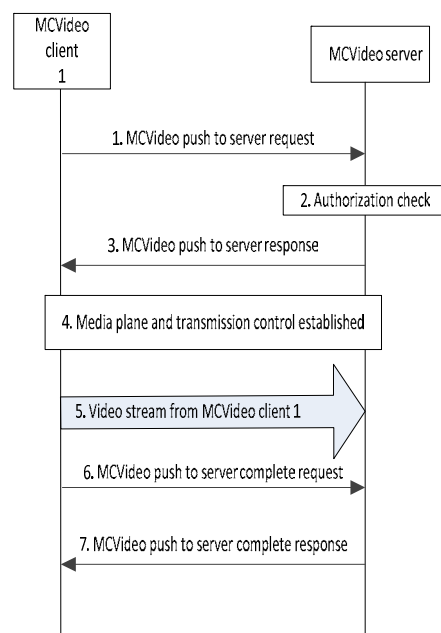 MCVideo
client
1
MCVideo server
1. MCVideo push to server request
2. Authorization check
3. MCVideo push to server response
4. Media plane and transmission control established
5. Video stream from MCVideo client 1
6. MCVideo push to server complete request
7. MCVideo push to server complete response